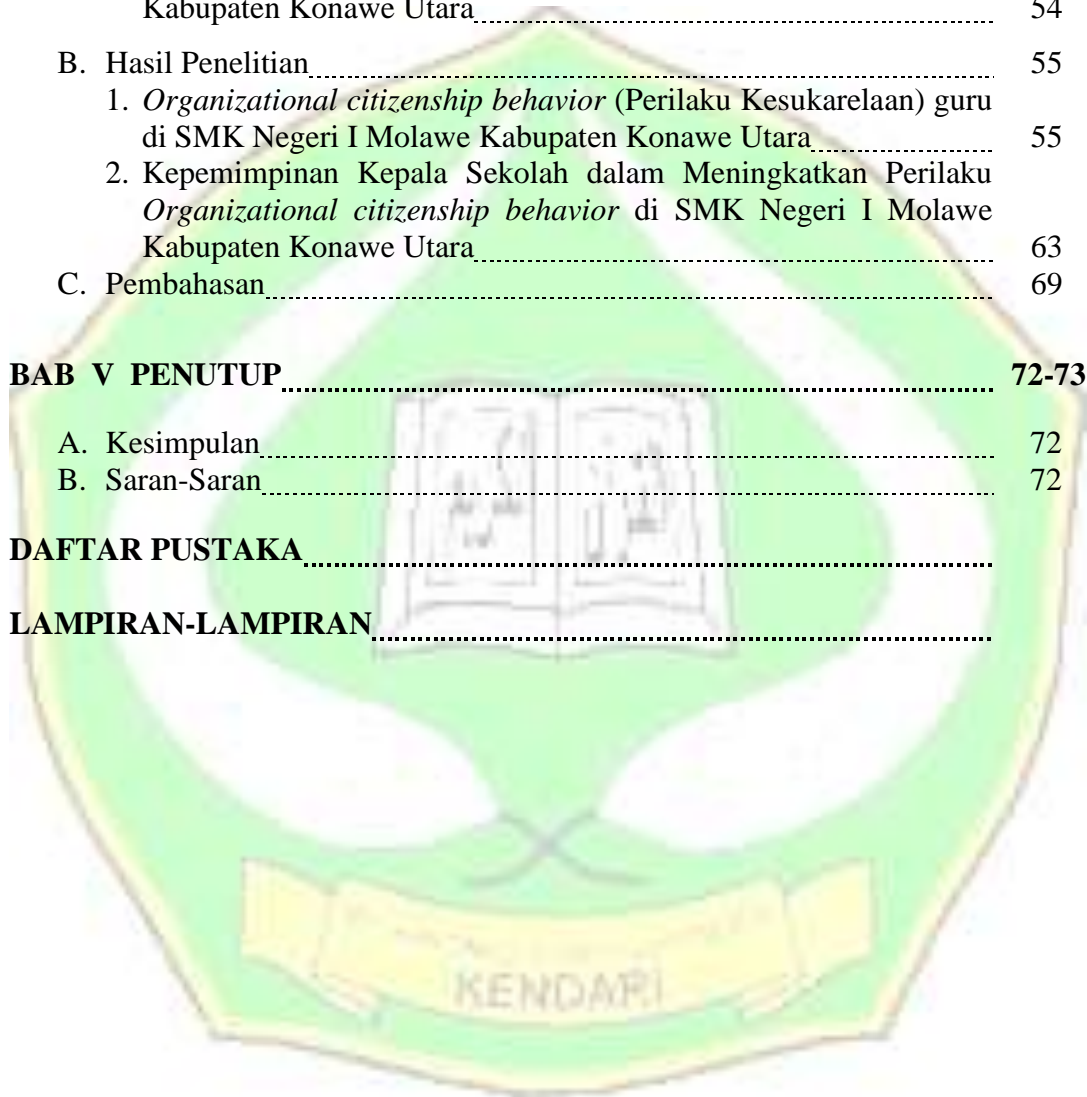 Kabupaten Konawe Utara 54
B. Hasil Penelitian 55
1. Organizational citizenship behavior (Perilaku Kesukarelaan) guru
di SMK Negeri I Molawe Kabupaten Konawe Utara 55
2. Kepemimpinan Kepala Sekolah dalam Meningkatkan Perilaku
Organizational citizenship behavior di SMK Negeri I Molawe
Kabupaten Konawe Utara 63
C. Pembahasan 69
BAB V PENUTUP 72-73
A. Kesimpulan 72
B. Saran-Saran 72
DAFTAR PUSTAKA
LAMPIRAN-LAMPIRAN
KENDARI